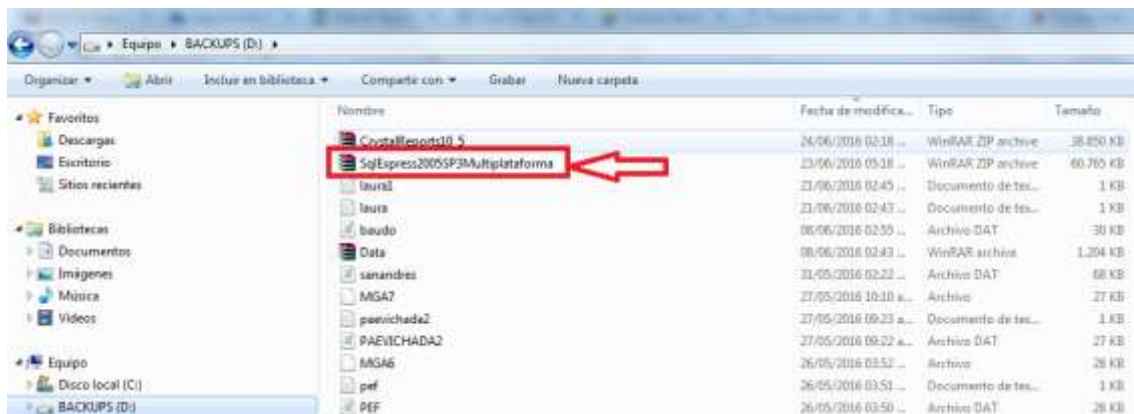 Equipo ▸ BACKUPS (D:) ▸
Organizar Abrir Incluir en biblioteca Compartir con Grabar Nueva carpeta
Nombre Fecha de modifica... Tipo Tamaño
Favoritos
Descargas
Escritorio
Sitios recientes
Bibliotecas
Documentos
Imágenes
Música
Vídeos
Equipo
Disco local (C:)
BACKUPS (D:)
CrystalReports10_5 24/06/2016 02:18 ... WinRAR ZIP archive 38.850 KB
SqlExpress2005SP3Multiplataforma 23/06/2016 05:18 ... WinRAR ZIP archive 60.765 KB
laura1 21/06/2016 02:45 ... Documento de tex... 1 KB
laura 21/06/2016 02:43 ... Documento de tex... 1 KB
baudo 08/06/2016 02:55 ... Archivo DAT 30 KB
Data 08/06/2016 02:43 ... WinRAR archive 1.204 KB
sanandres 31/05/2016 02:22 ... Archivo DAT 68 KB
MGA7 27/05/2016 10:10 a... Archivo 27 KB
paevichada2 27/05/2016 09:23 a... Documento de tex... 1 KB
PAEVICHADA2 27/05/2016 09:22 a... Archivo DAT 27 KB
MGA6 26/05/2016 03:52 ... Archivo 28 KB
pef 26/05/2016 03:51 ... Documento de tex... 1 KB
PEF 26/05/2016 03:50 ... Archivo DAT 28 KB